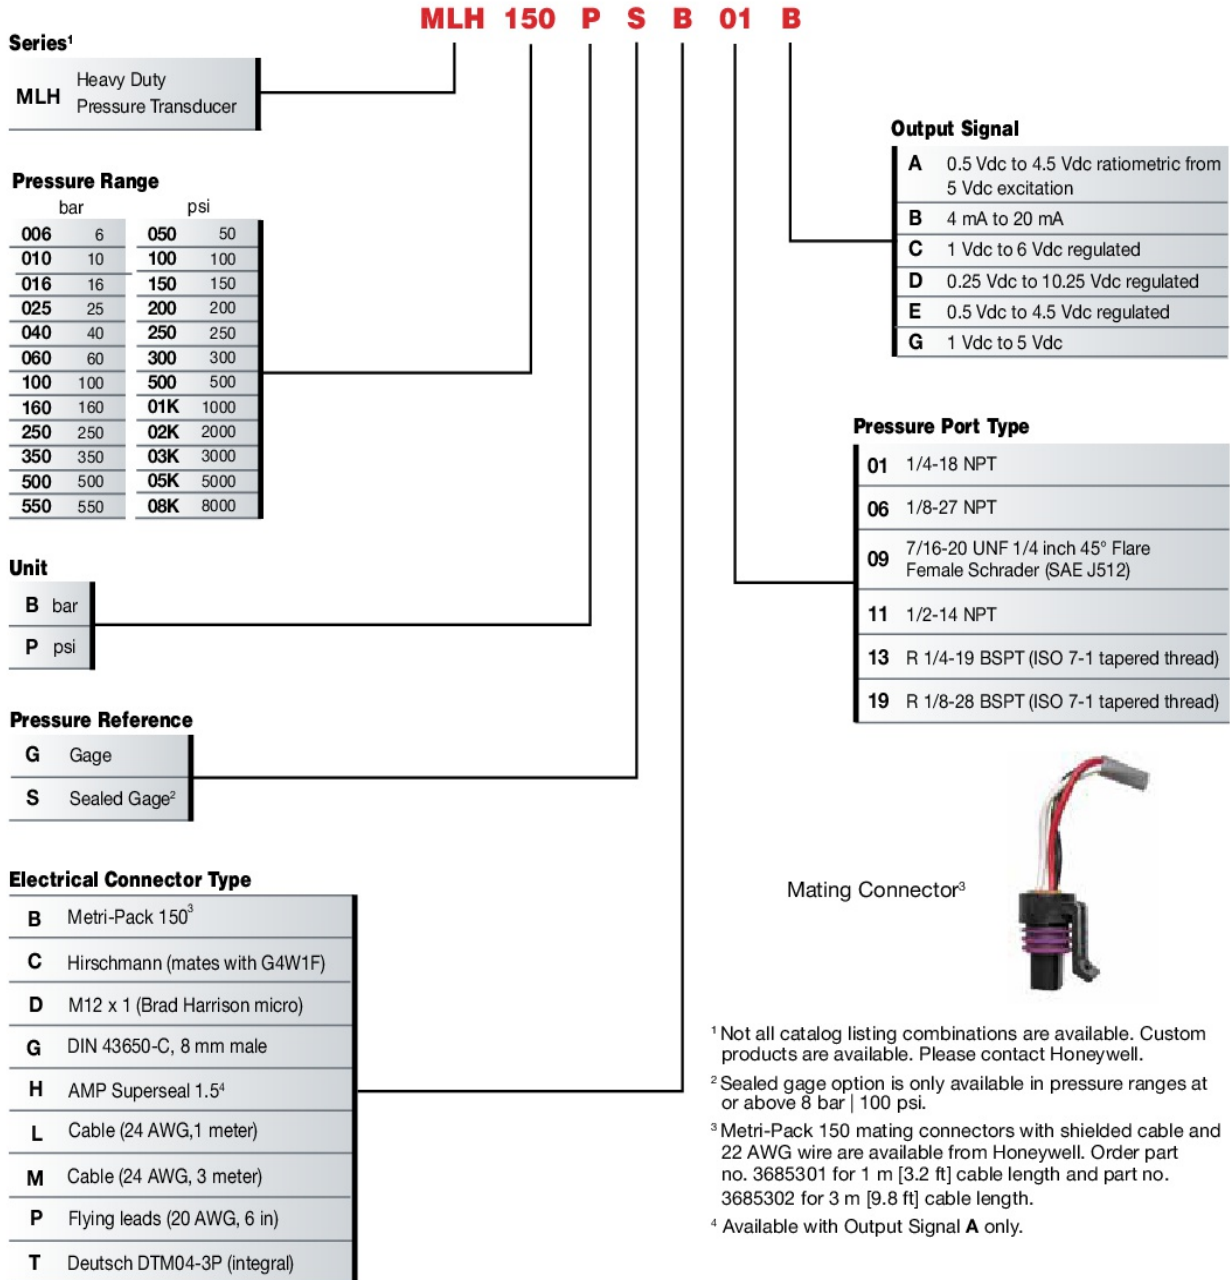 MLH 150 P S B 01 B
Series¹
MLH Heavy Duty
Pressure Transducer
Pressure Range
bar psi
006 6 050 50
010 10 100 100
016 16 150 150
025 25 200 200
040 40 250 250
060 60 300 300
100 100 500 500
160 160 01K 1000
250 250 02K 2000
350 350 03K 3000
500 500 05K 5000
550 550 08K 8000
Unit
B bar
P psi
Pressure Reference
G Gage
S Sealed Gage²
Electrical Connector Type
B Metri-Pack 150³
C Hirschmann (mates with G4W1F)
D M12 x 1 (Brad Harrison micro)
G DIN 43650-C, 8 mm male
H AMP Superseal 1.5⁴
L Cable (24 AWG,1 meter)
M Cable (24 AWG, 3 meter)
P Flying leads (20 AWG, 6 in)
T Deutsch DTM04-3P (integral)
Output Signal
A 0.5 Vdc to 4.5 Vdc ratiometric from
5 Vdc excitation
B 4 mA to 20 mA
C 1 Vdc to 6 Vdc regulated
D 0.25 Vdc to 10.25 Vdc regulated
E 0.5 Vdc to 4.5 Vdc regulated
G 1 Vdc to 5 Vdc
Pressure Port Type
01 1/4-18 NPT
06 1/8-27 NPT
09 7/16-20 UNF 1/4 inch 45° Flare
Female Schrader (SAE J512)
11 1/2-14 NPT
13 R 1/4-19 BSPT (ISO 7-1 tapered thread)
19 R 1/8-28 BSPT (ISO 7-1 tapered thread)
Mating Connector³
¹ Not all catalog listing combinations are available. Custom
products are available. Please contact Honeywell.
² Sealed gage option is only available in pressure ranges at
or above 8 bar | 100 psi.
³ Metri-Pack 150 mating connectors with shielded cable and
22 AWG wire are available from Honeywell. Order part
no. 3685301 for 1 m [3.2 ft] cable length and part no.
3685302 for 3 m [9.8 ft] cable length.
⁴ Available with Output Signal A only.